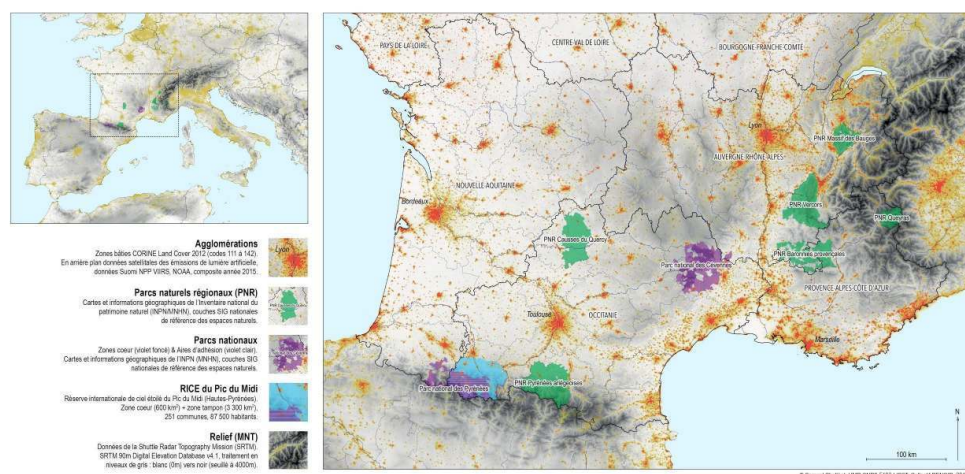 PAYS DE LA LOIRE
CENTRE VAL DE LOIRE
BOURGOGNE-FRANCHE-COMTÉ
Lyon
PNR Massif des Bauges
AUVERGNE RHÔNE ALPES
NOUVELLE AQUITAINE
Bordeaux
PNR Vercors
PNR Queyras
PNR Causses du Quercy
Parc national des Cévennes
PNR Baronnies provençales
PROVENCE ALPES CÔTE D'AZUR
Toulouse
OCCITANIE
Marseille
Parc national des Pyrénées
PNR Pyrénées ariégeoises
N
100 km
Agglomérations
Zones bâties CORINE Land Cover 2012 (codes 111 à 142).
En arrière plan données satellitales des émissions de lumière artificielle,
données Suomi NPP VIIRS, NOAA, composite année 2015.
Lyon
Parcs naturels régionaux (PNR)
Cartes et informations géographiques de l'Inventaire national du
patrimoine naturel (INPN/MNHN), couches SIG nationales
de référence des espaces naturels.
Parcs nationaux
Zones coeur (violet foncé) & Aires d'adhésion (violet clair).
Cartes et informations géographiques de l'INPN (MNHN), couches SIG
nationales de référence des espaces naturels.
RICE du Pic du Midi
Réserve internationale de ciel étoilé du Pic du Midi (Hautes-Pyrénées).
Zone coeur (600 km²) + zone tampon (3 300 km²),
251 communes, 87 500 habitants.
Relief (MNT)
Données de la Shuttle Radar Topography Mission (SRTM).
SRTM 90m Digital Elevation Database v4.1, traitement en
niveaux de gris : blanc (0m) vers noir (seuillé à 4000m).